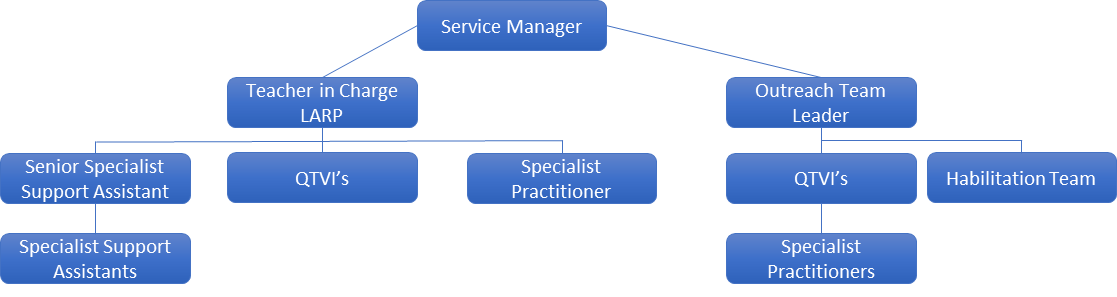 Service Manager
Teacher in Charge
LARP
Outreach Team
Leader
Senior Specialist
Support Assistant
QTVI’s
Specialist
Practitioner
QTVI’s
Habilitation Team
Specialist Support
Assistants
Specialist
Practitioners